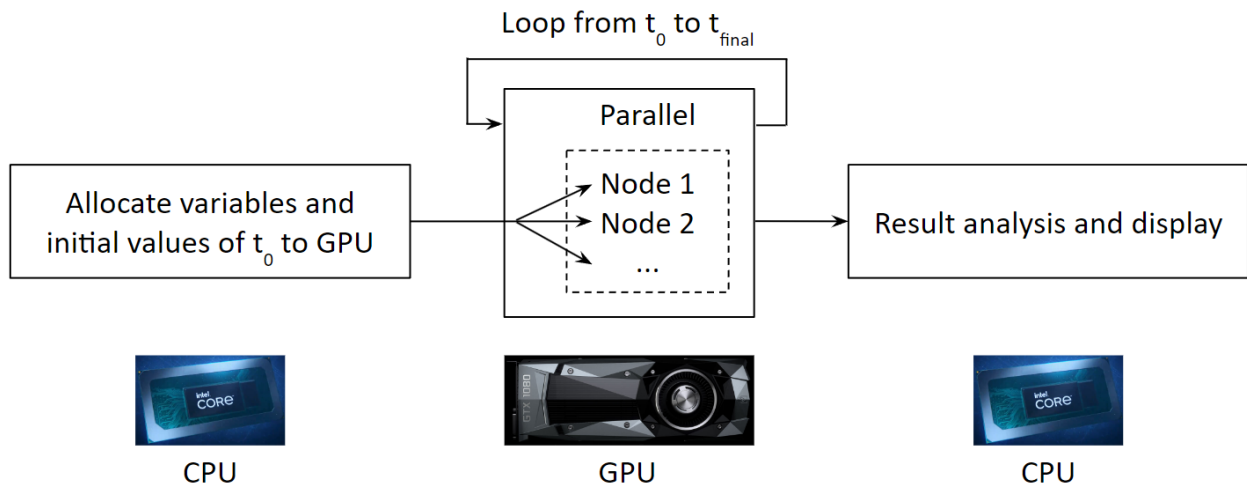 Loop from t₀ to t_final
Parallel
Allocate variables and
initial values of t₀ to GPU
Node 1
Node 2
...
Result analysis and display
intel
CORE
GTX 1080
intel
CORE
CPU
GPU
CPU